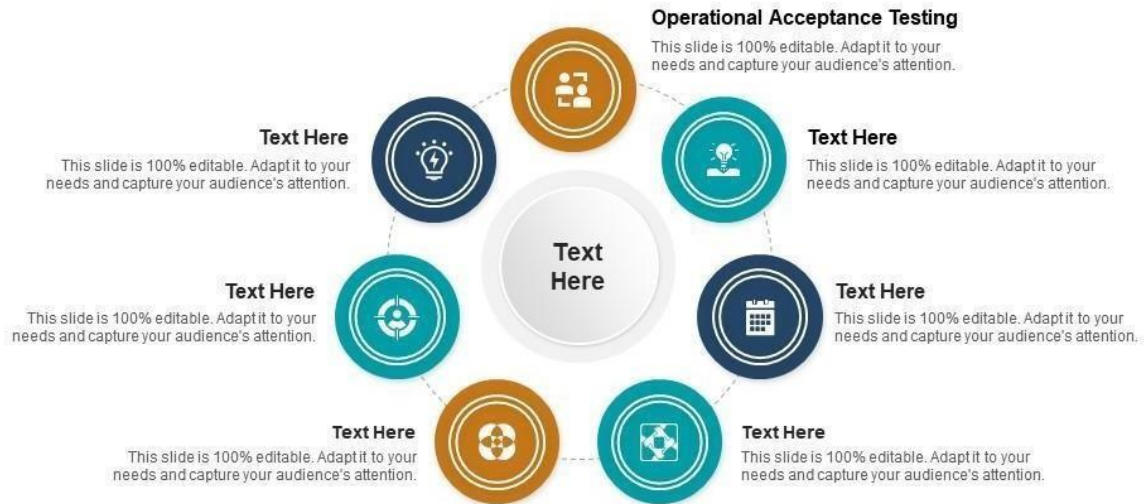 Operational Acceptance Testing
This slide is 100% editable. Adapt it to your
needs and capture your audience's attention.
Text Here
This slide is 100% editable. Adapt it to your
needs and capture your audience's attention.
Text Here
This slide is 100% editable. Adapt it to your
needs and capture your audience's attention.
Text
Here
Text Here
This slide is 100% editable. Adapt it to your
needs and capture your audience's attention.
Text Here
This slide is 100% editable. Adapt it to your
needs and capture your audience's attention.
Text Here
This slide is 100% editable. Adapt it to your
needs and capture your audience's attention.
Text Here
This slide is 100% editable. Adapt it to your
needs and capture your audience's attention.